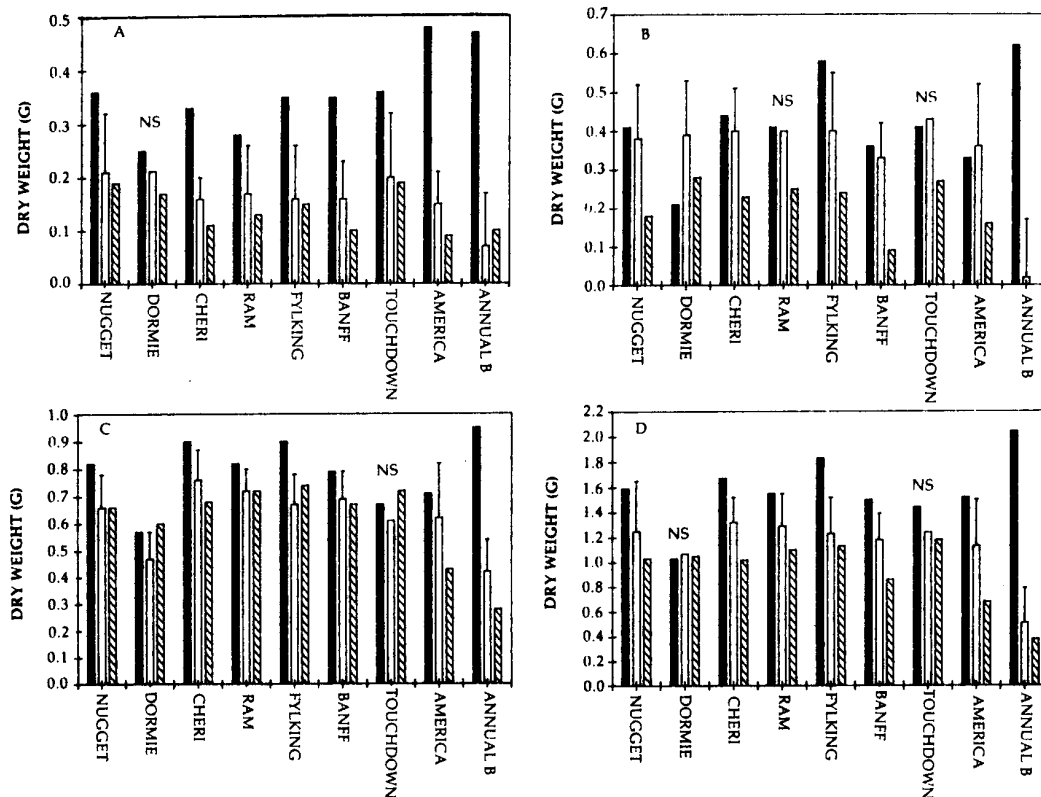 A
DRY WEIGHT (G)
0.5
0.4
0.3
0.2
0.1
0.0
NS
NUGGET
DORMIE
CHERI
RAM
FYLKING
BANFF
TOUCHDOWN
AMERICA
ANNUAL B
B
DRY WEIGHT (G)
0.7
0.6
0.5
0.4
0.3
0.2
0.1
0.0
NS
NS
NUGGET
DORMIE
CHERI
RAM
FYLKING
BANFF
TOUCHDOWN
AMERICA
ANNUAL B
C
DRY WEIGHT (G)
1.0
0.9
0.8
0.7
0.6
0.5
0.4
0.3
0.2
0.1
0.0
NS
NUGGET
DORMIE
CHERI
RAM
FYLKING
BANFF
TOUCHDOWN
AMERICA
ANNUAL B
D
DRY WEIGHT (G)
2.2
2.0
1.8
1.6
1.4
1.2
1.0
0.8
0.6
0.4
0.2
0.0
NS
NS
NUGGET
DORMIE
CHERI
RAM
FYLKING
BANFF
TOUCHDOWN
AMERICA
ANNUAL B